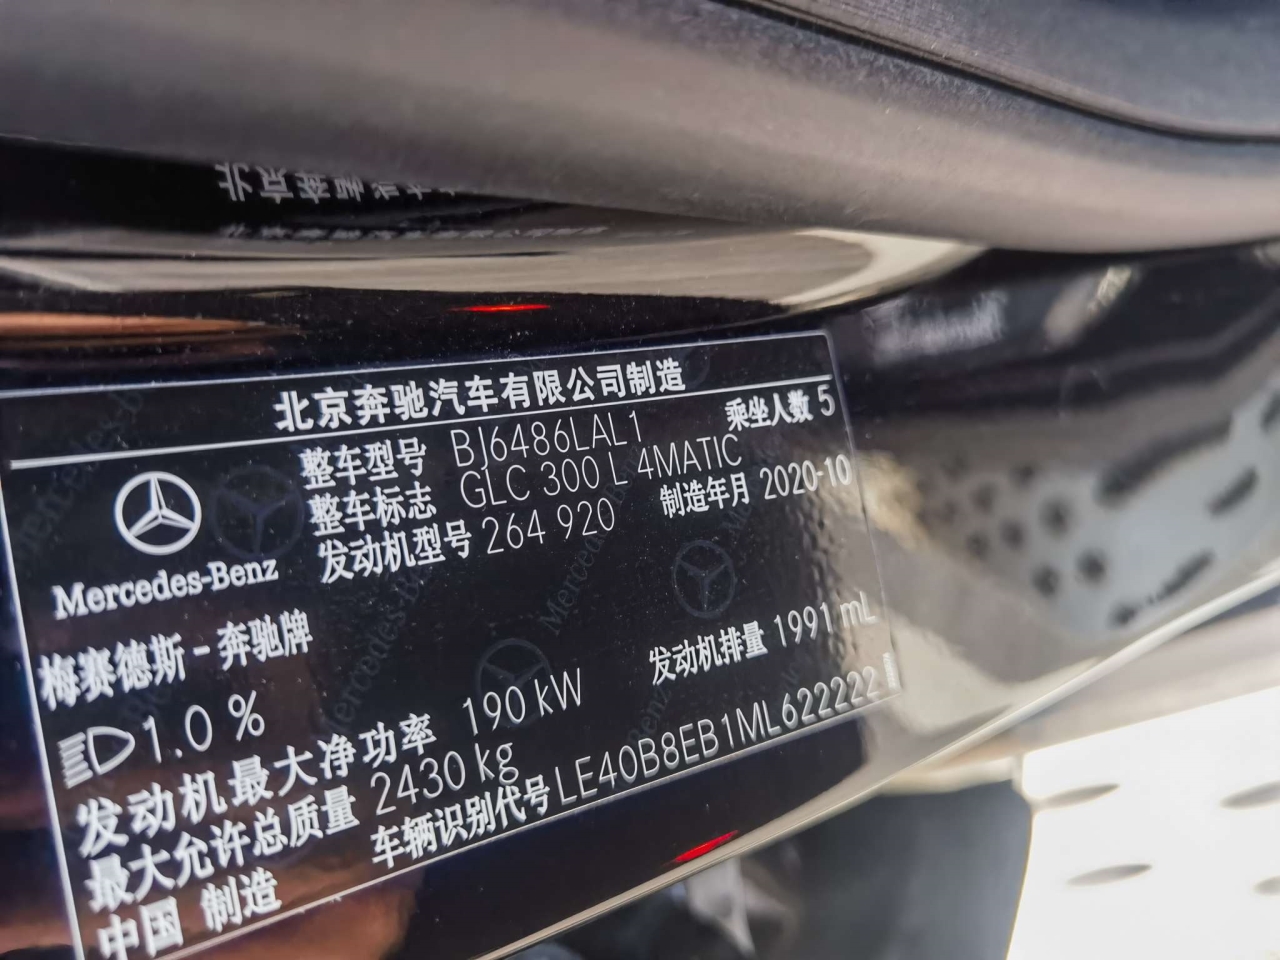 北京奔驰汽车有限公司制造
整车型号 BJ6486LAL1 乘坐人数 5
整车标志 GLC 300 L 4MATIC
发动机型号 264 920 制造年月 2020-10
Mercedes-Benz
梅赛德斯-奔驰牌
1.0 %
发动机最大净功率 190 kW 发动机排量 1991 mL
最大允许总质量 2430 kg
中国 制造 车辆识别代号 LE40B8EB1ML622222